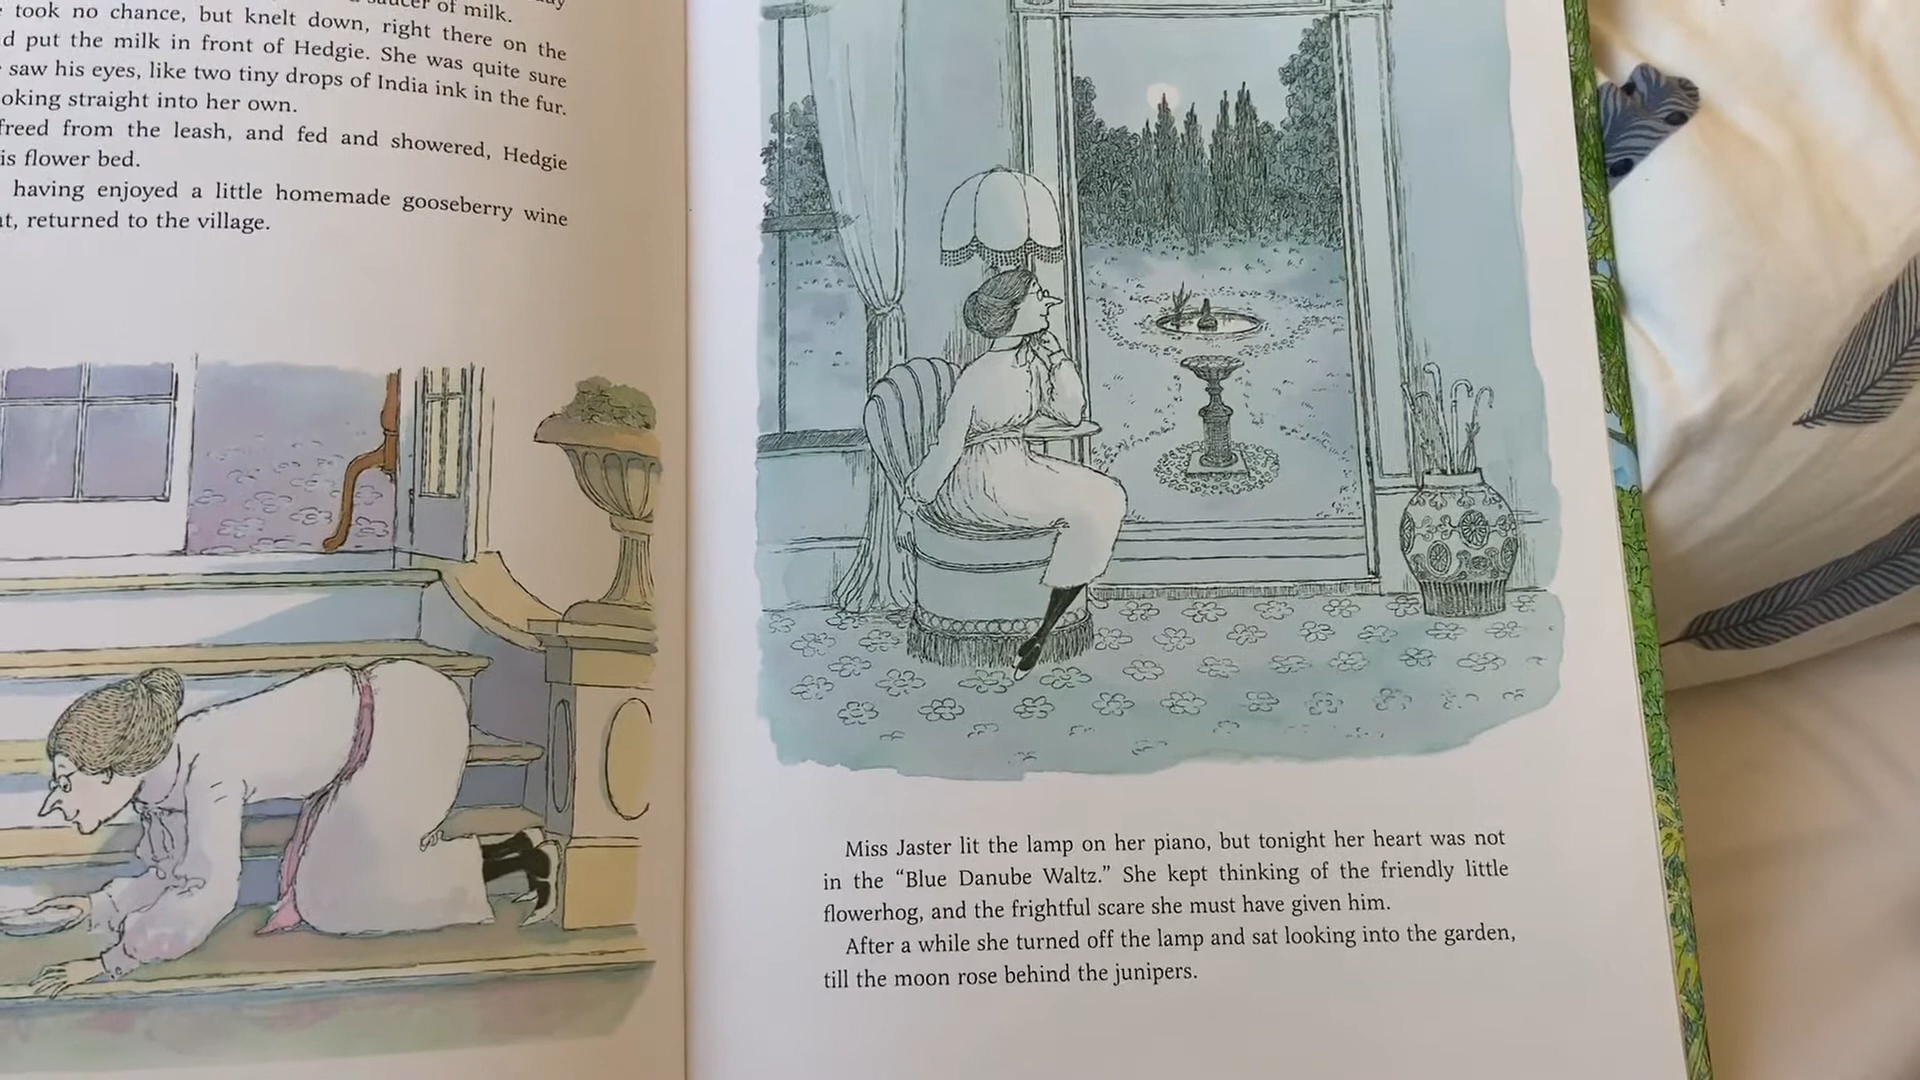 saucer of milk.
took no chance, but knelt down, right there on the
put the milk in front of Hedgie. She was quite sure
saw his eyes, like two tiny drops of India ink in the fur.
oking straight into her own.
freed from the leash, and fed and showered, Hedgie
is flower bed.
having enjoyed a little homemade gooseberry wine
returned to the village.
Miss Jaster lit the lamp on her piano, but tonight her heart was not
in the “Blue Danube Waltz.” She kept thinking of the friendly little
flowerhog, and the frightful scare she must have given him.
After a while she turned off the lamp and sat looking into the garden,
till the moon rose behind the junipers.